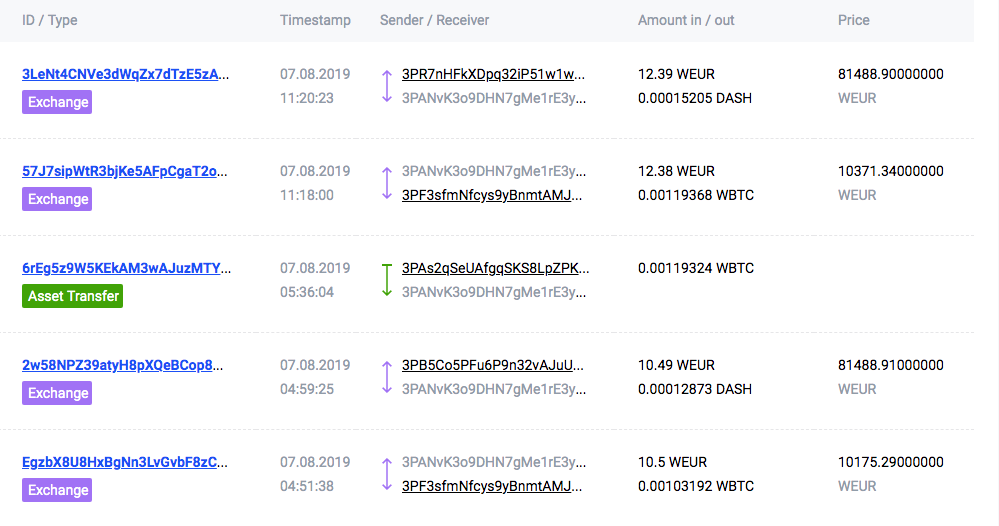 ID / Type Timestamp Sender / Receiver Amount in / out Price
3LeNt4CNVe3dWqZx7dTzE5zA... 07.08.2019 3PR7nHFkXDpq32iP51w1w... 12.39 WEUR 81488.90000000
Exchange 11:20:23 3PANvK3o9DHN7gMe1rE3y... 0.00015205 DASH WEUR
57J7sipWtR3bjKe5AFpCgaT2o... 07.08.2019 3PANvK3o9DHN7gMe1rE3y... 12.38 WEUR 10371.34000000
Exchange 11:18:00 3PF3sfmNfcys9yBnmtAMJ... 0.00119368 WBTC WEUR
6rEg5z9W5KEkAM3wAJuzMTY... 07.08.2019 3PAs2qSeUAfgqSKS8LpZPK... 0.00119324 WBTC
Asset Transfer 05:36:04 3PANvK3o9DHN7gMe1rE3y...
2w58NPZ39atyH8pXQeBCop8... 07.08.2019 3PB5Co5PFu6P9n32vAJuU... 10.49 WEUR 81488.91000000
Exchange 04:59:25 3PANvK3o9DHN7gMe1rE3y... 0.00012873 DASH WEUR
EgzbX8U8HxBgNn3LvGvbF8zC... 07.08.2019 3PANvK3o9DHN7gMe1rE3y... 10.5 WEUR 10175.29000000
Exchange 04:51:38 3PF3sfmNfcys9yBnmtAMJ... 0.00103192 WBTC WEUR